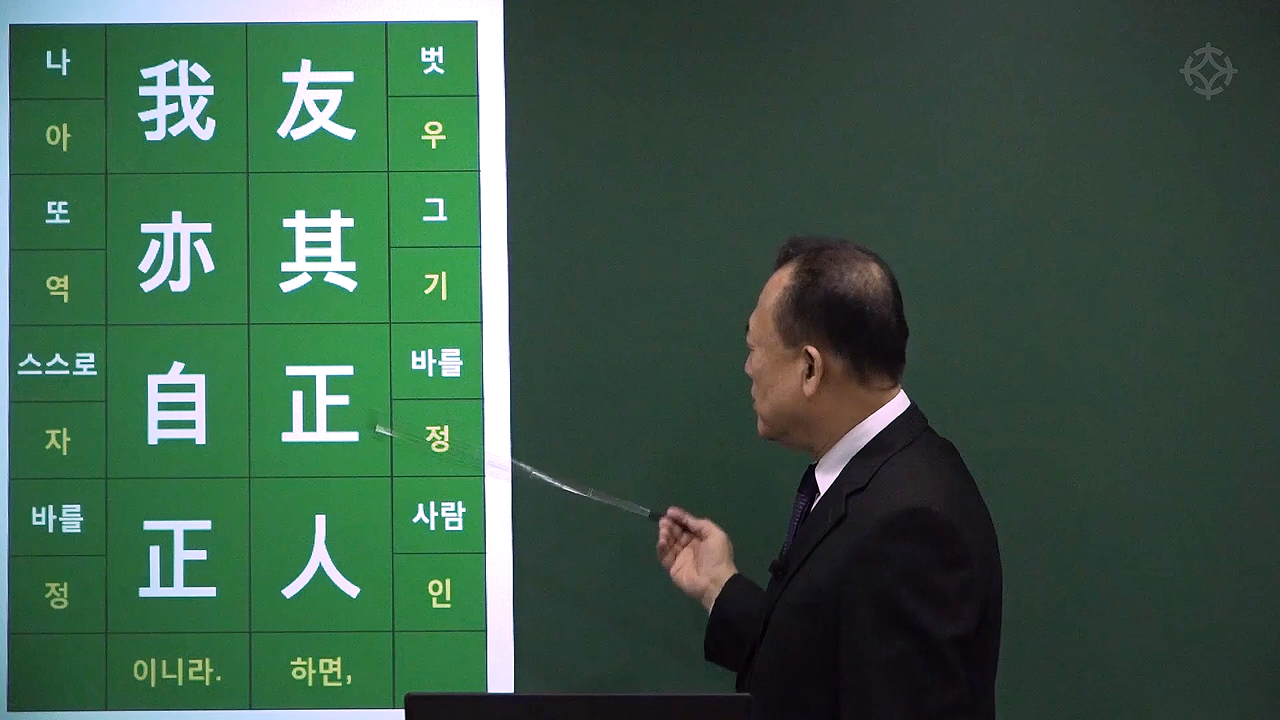 友其正人 하면,
벗 우 그 기 바를 정 사람 인
我亦自正 이니라.
나 아 또 역 스스로 자 바를 정